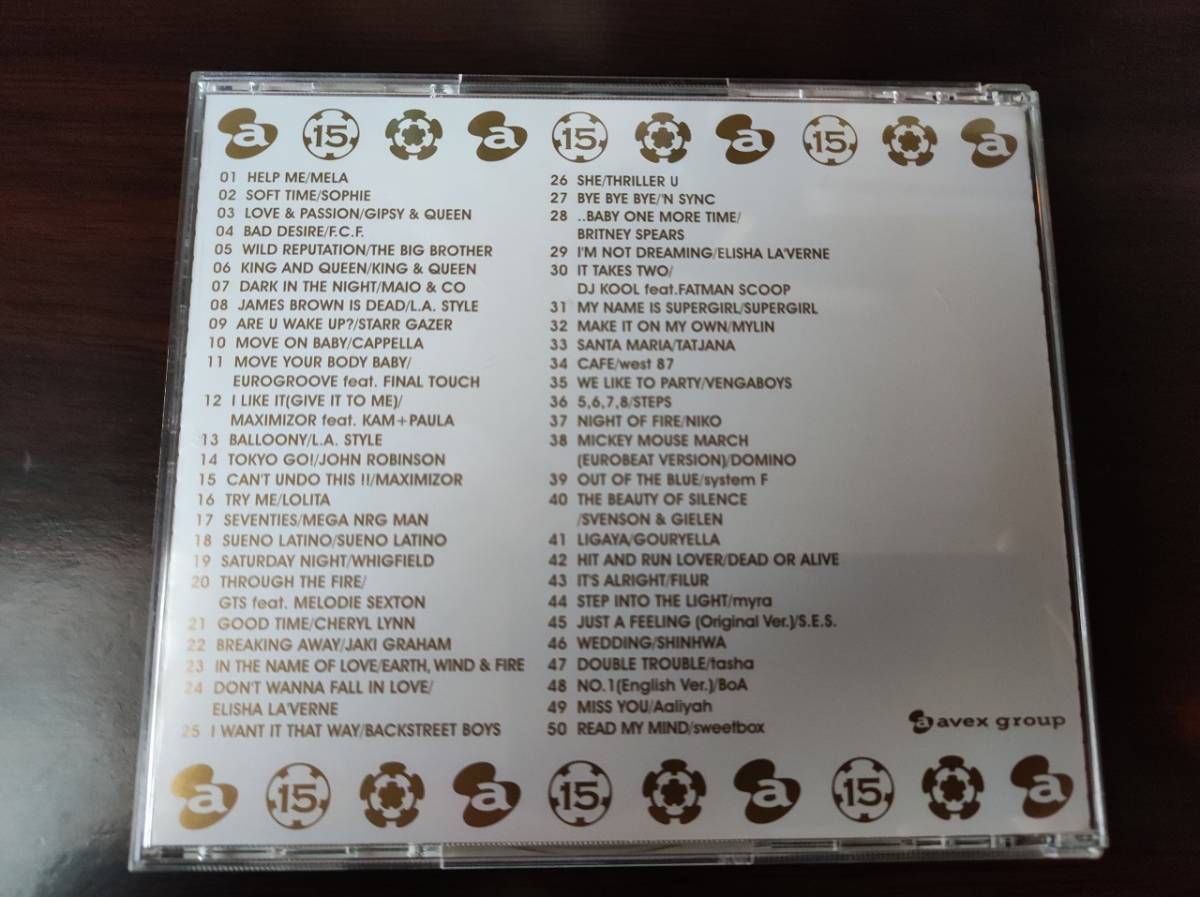 a 15 a 15 a 15 a
01 HELP ME/MELA
02 SOFT TIME/SOPHIE
03 LOVE & PASSION/GIPSY & QUEEN
04 BAD DESIRE/F.C.F.
05 WILD REPUTATION/THE BIG BROTHER
06 KING AND QUEEN/KING & QUEEN
07 DARK IN THE NIGHT/MAIO & CO
08 JAMES BROWN IS DEAD/L.A. STYLE
09 ARE U WAKE UP?/STARR GAZER
10 MOVE ON BABY/CAPPELLA
11 MOVE YOUR BODY BABY/
EUROGROOVE feat. FINAL TOUCH
12 I LIKE IT(GIVE IT TO ME)/
MAXIMIZOR feat. KAM+PAULA
13 BALLOONY/L.A. STYLE
14 TOKYO GO!/JOHN ROBINSON
15 CAN'T UNDO THIS !!/MAXIMIZOR
16 TRY ME/LOLITA
17 SEVENTIES/MEGA NRG MAN
18 SUENO LATINO/SUENO LATINO
19 SATURDAY NIGHT/WHIGFIELD
20 THROUGH THE FIRE/
GTS feat. MELODIE SEXTON
21 GOOD TIME/CHERYL LYNN
22 BREAKING AWAY/JAKI GRAHAM
23 IN THE NAME OF LOVE/EARTH, WIND & FIRE
24 DON'T WANNA FALL IN LOVE/
ELISHA LA'VERNE
25 I WANT IT THAT WAY/BACKSTREET BOYS
26 SHE/THRILLER U
27 BYE BYE BYE/'N SYNC
28 ..BABY ONE MORE TIME/
BRITNEY SPEARS
29 I'M NOT DREAMING/ELISHA LA'VERNE
30 IT TAKES TWO/
DJ KOOL feat.FATMAN SCOOP
31 MY NAME IS SUPERGIRL/SUPERGIRL
32 MAKE IT ON MY OWN/MYLIN
33 SANTA MARIA/TATJANA
34 CAFE/west 87
35 WE LIKE TO PARTY/VENGABOYS
36 5,6,7,8/STEPS
37 NIGHT OF FIRE/NIKO
38 MICKEY MOUSE MARCH
(EUROBEAT VERSION)/DOMINO
39 OUT OF THE BLUE/system F
40 THE BEAUTY OF SILENCE
/SVENSON & GIELEN
41 LIGAYA/GOURYELLA
42 HIT AND RUN LOVER/DEAD OR ALIVE
43 IT'S ALRIGHT/FILUR
44 STEP INTO THE LIGHT/myra
45 JUST A FEELING (Original Ver.)/S.E.S.
46 WEDDING/SHINHWA
47 DOUBLE TROUBLE/tasha
48 NO.1(English Ver.)/BoA
49 MISS YOU/Aaliyah
50 READ MY MIND/sweetbox
a avex group
a 15 a 15 a 15 a